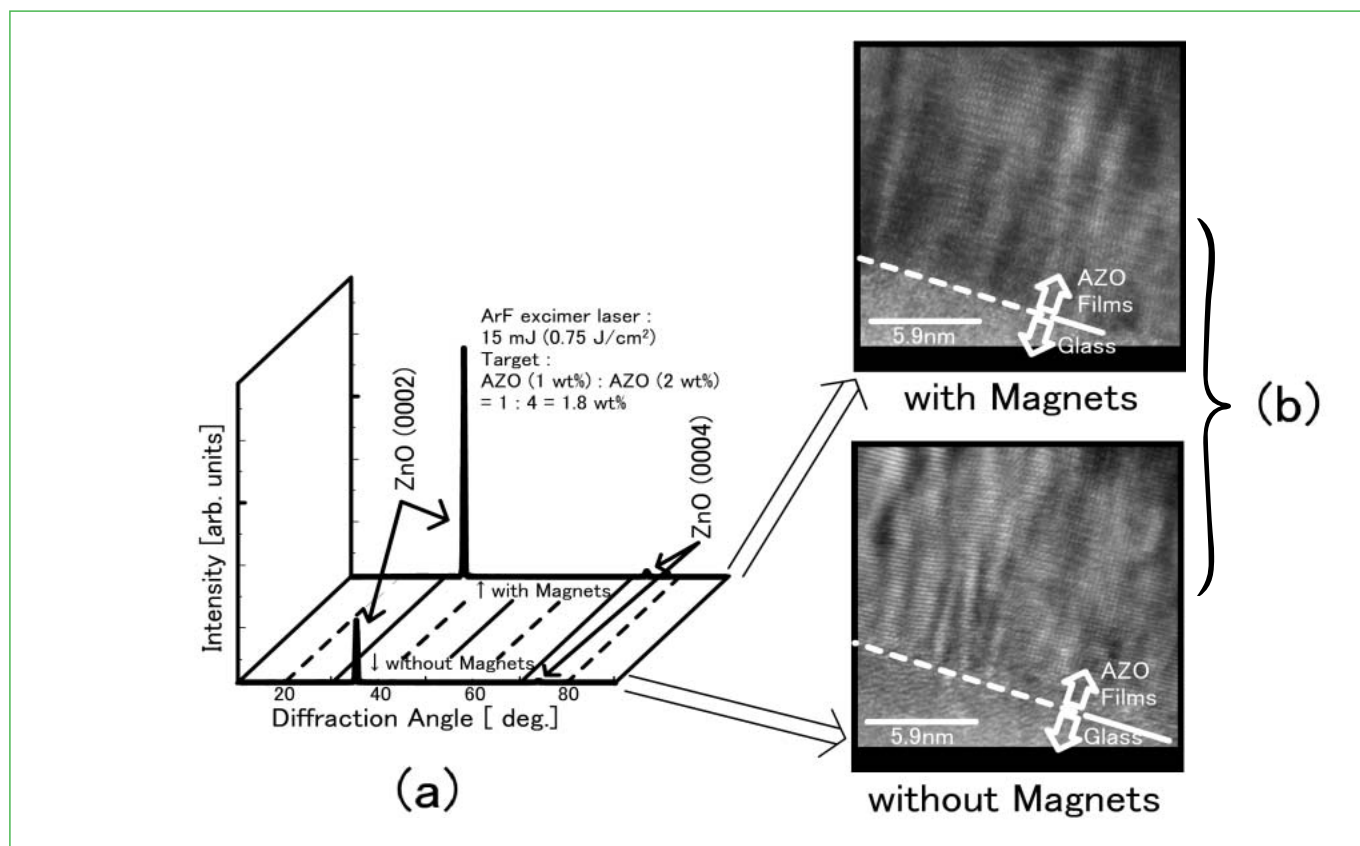 ArF excimer laser :
15 mJ (0.75 J/cm²)
Target :
AZO (1 wt%) : AZO (2 wt%)
= 1 : 4 = 1.8 wt%
ZnO (0002)
ZnO (0004)
Intensity [arb. units]
↑ with Magnets
↓ without Magnets
20 40 60 80
Diffraction Angle [ deg.]
(a)
AZO
Films
5.9nm
Glass
with Magnets
(b)
AZO
Films
5.9nm
Glass
without Magnets